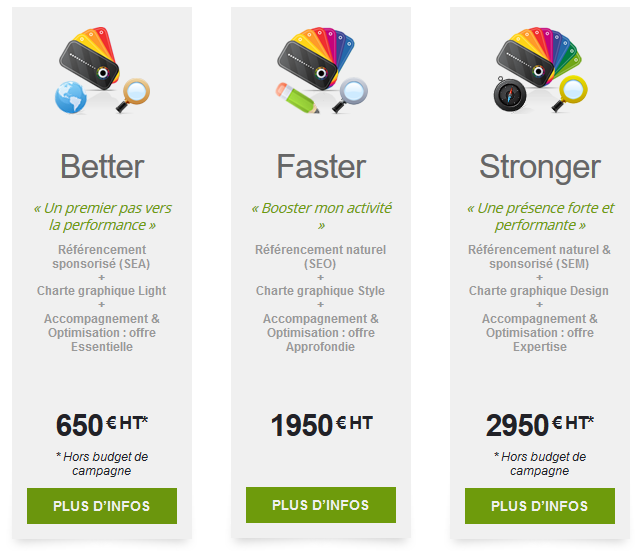 Better
« Un premier pas vers
la performance »
Référencement
sponsorisé (SEA)
+
Charte graphique Light
+
Accompagnement &
Optimisation : offre
Essentielle
650 € HT*
* Hors budget de
campagne
PLUS D'INFOS
Faster
« Booster mon activité
»
Référencement naturel
(SEO)
+
Charte graphique Style
+
Accompagnement &
Optimisation : offre
Approfondie
1950 € HT
PLUS D'INFOS
Stronger
« Une présence forte et
performante »
Référencement naturel &
sponsorisé (SEM)
+
Charte graphique Design
+
Accompagnement &
Optimisation : offre
Expertise
2950 € HT*
* Hors budget de
campagne
PLUS D'INFOS